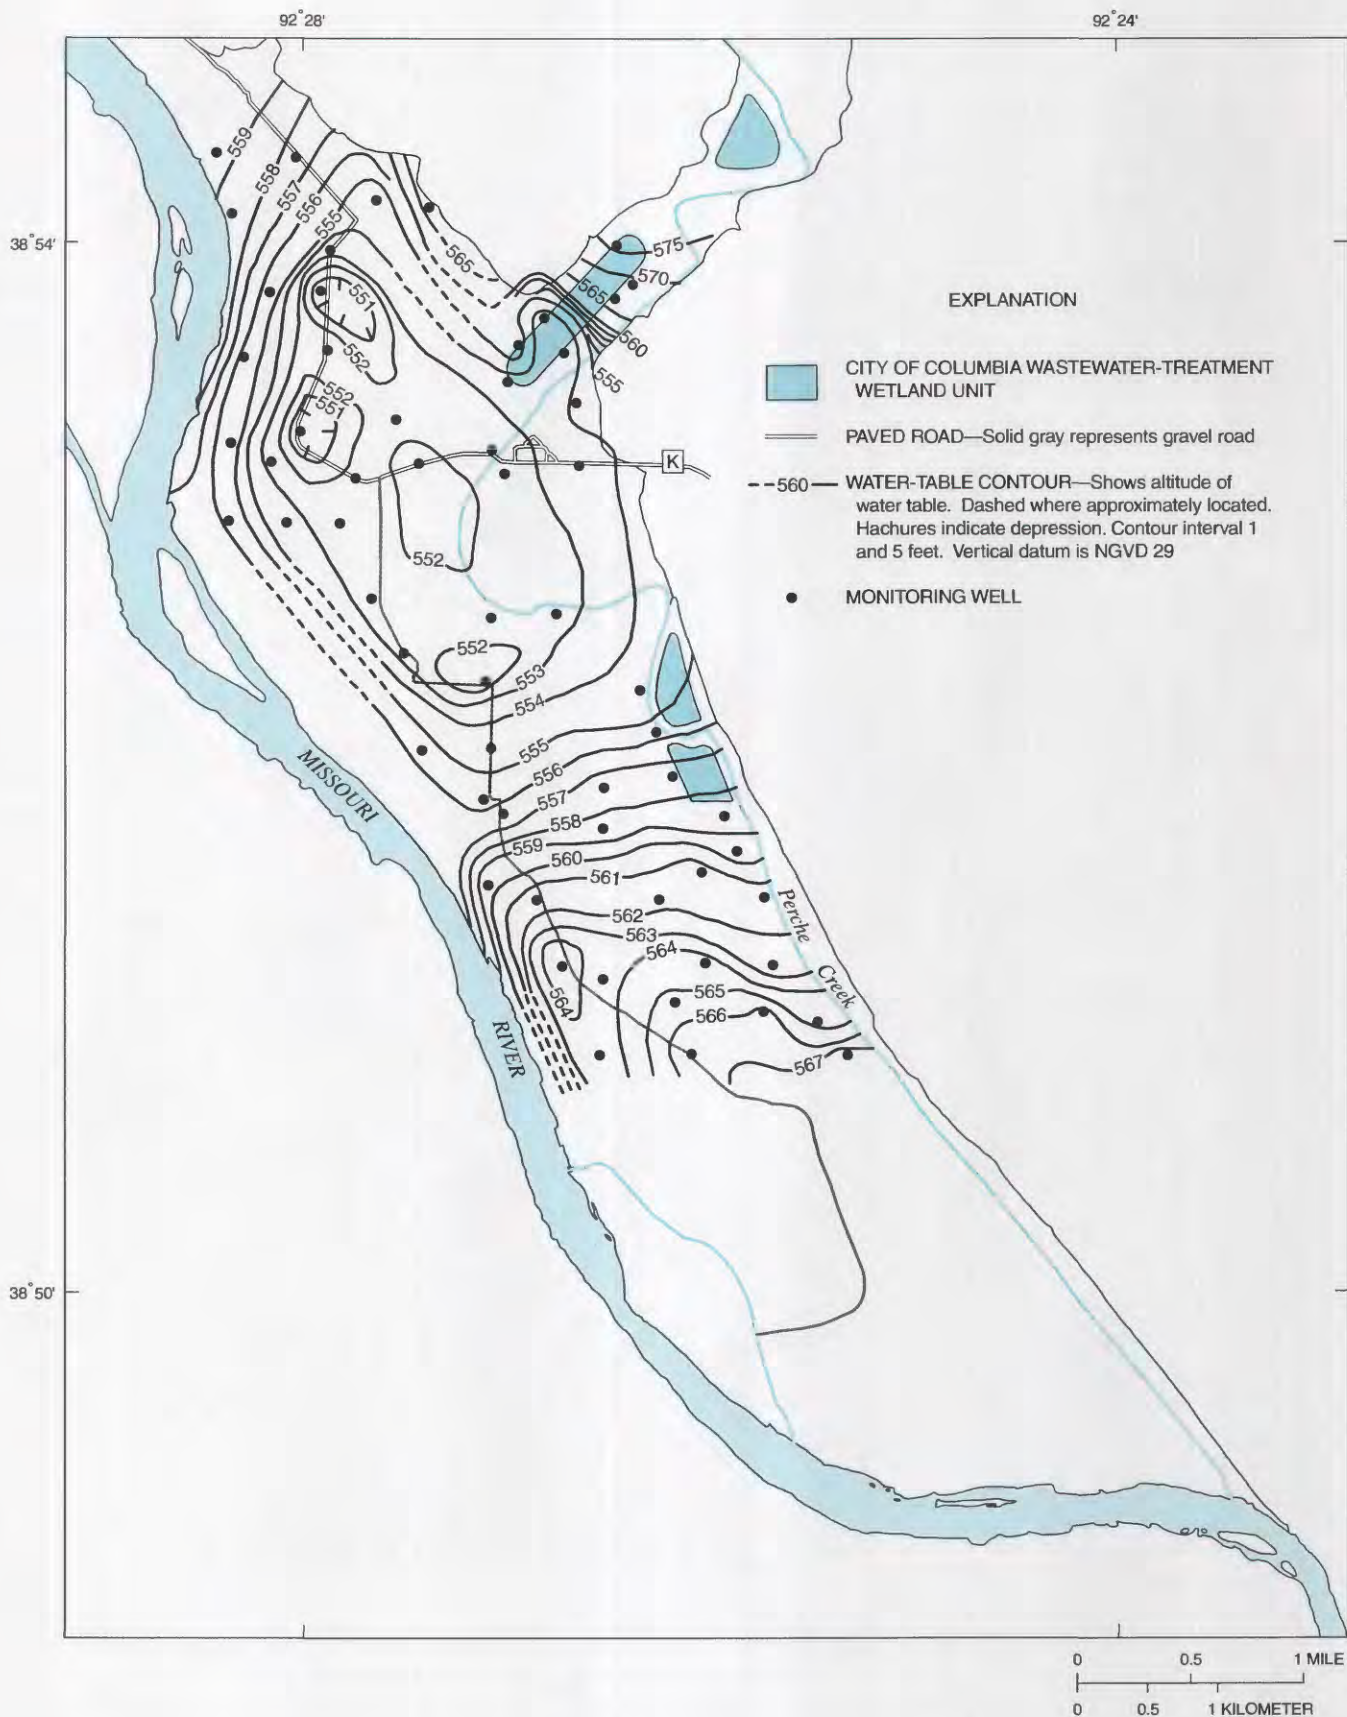 92°28'
92°24'
38°54'
38°50'
559
558
557
556
555
565
575
570
565
560
555
551
552
552
551
552
552
553
554
555
556
557
558
559
560
561
562
563
564
564
565
566
567
K
MISSOURI
RIVER
Perche
Creek
EXPLANATION
CITY OF COLUMBIA WASTEWATER-TREATMENT
WETLAND UNIT
PAVED ROAD—Solid gray represents gravel road
--560— WATER-TABLE CONTOUR—Shows altitude of
water table. Dashed where approximately located.
Hachures indicate depression. Contour interval 1
and 5 feet. Vertical datum is NGVD 29
MONITORING WELL
0 0.5 1 MILE
0 0.5 1 KILOMETER